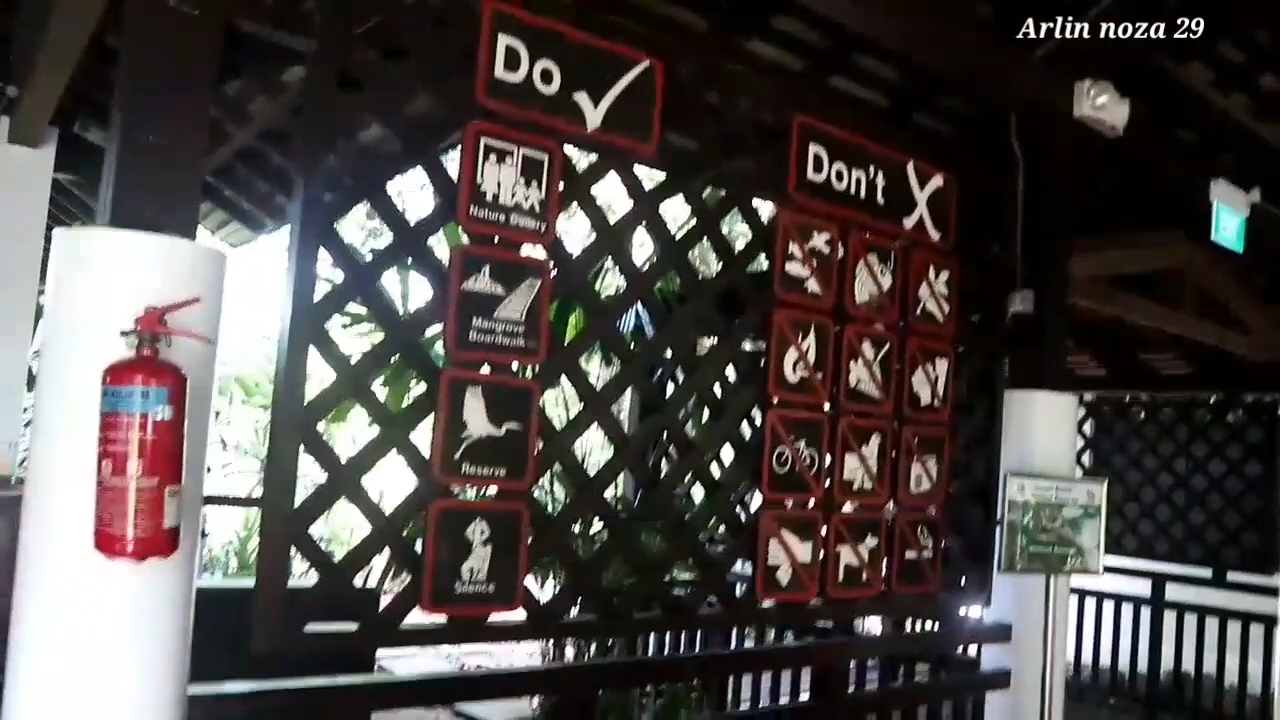 Arlin noza 29
Do
Don't
Nature Gallery
Mangrove
Boardwalk
Reserve
Silence